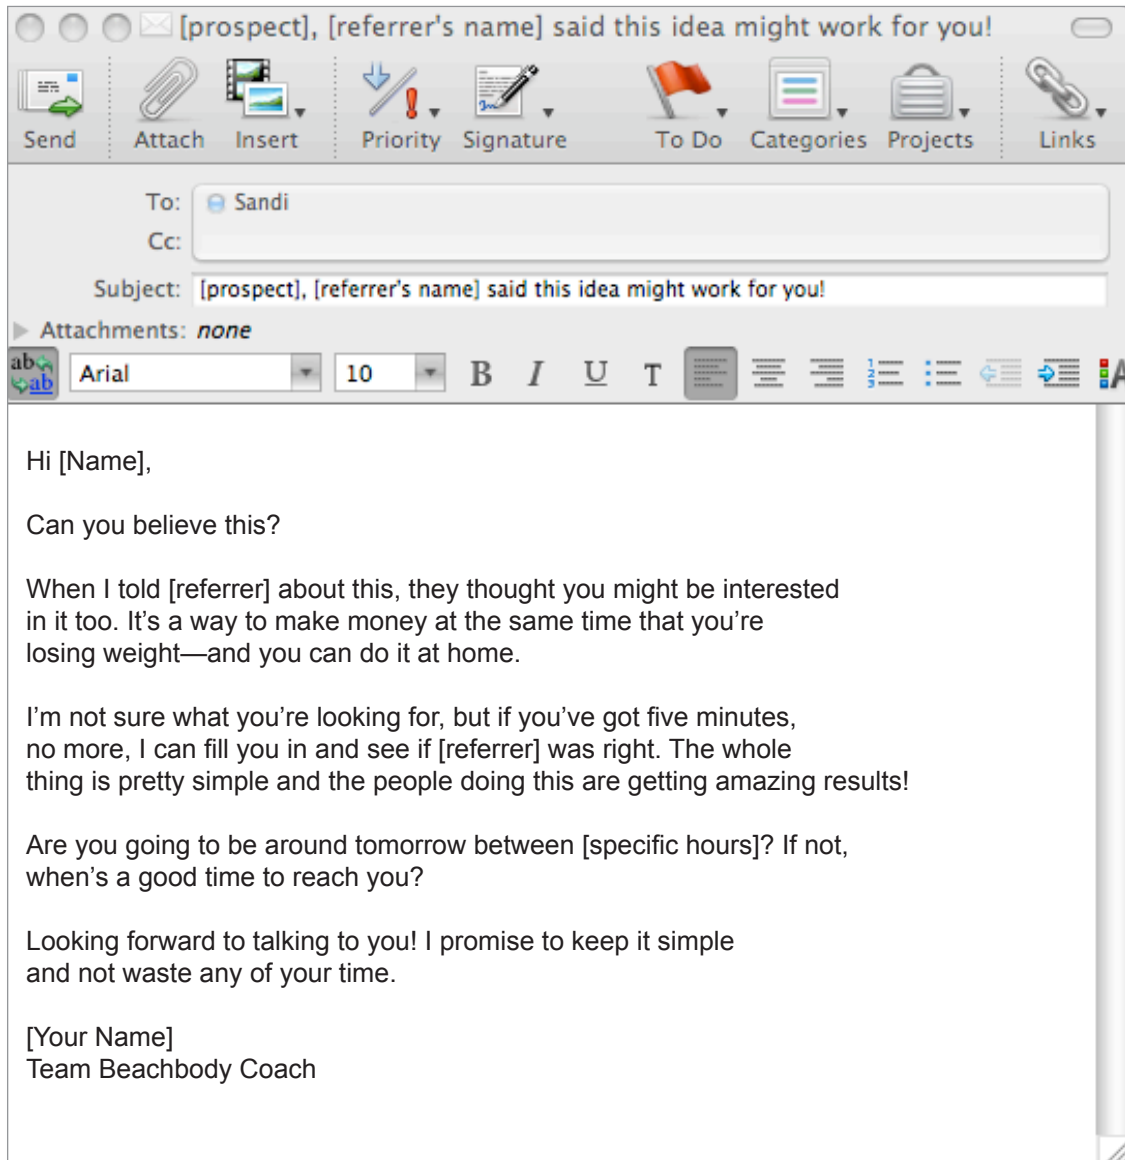 [prospect], [referrer's name] said this idea might work for you!
Send Attach Insert Priority Signature To Do Categories Projects Links
To: Sandi
Cc:
Subject: [prospect], [referrer's name] said this idea might work for you!
Attachments: none
ab ab Arial 10 B I U T A
Hi [Name],
Can you believe this?
When I told [referrer] about this, they thought you might be interested
in it too. It’s a way to make money at the same time that you’re
losing weight—and you can do it at home.
I’m not sure what you’re looking for, but if you’ve got five minutes,
no more, I can fill you in and see if [referrer] was right. The whole
thing is pretty simple and the people doing this are getting amazing results!
Are you going to be around tomorrow between [specific hours]? If not,
when’s a good time to reach you?
Looking forward to talking to you! I promise to keep it simple
and not waste any of your time.
[Your Name]
Team Beachbody Coach